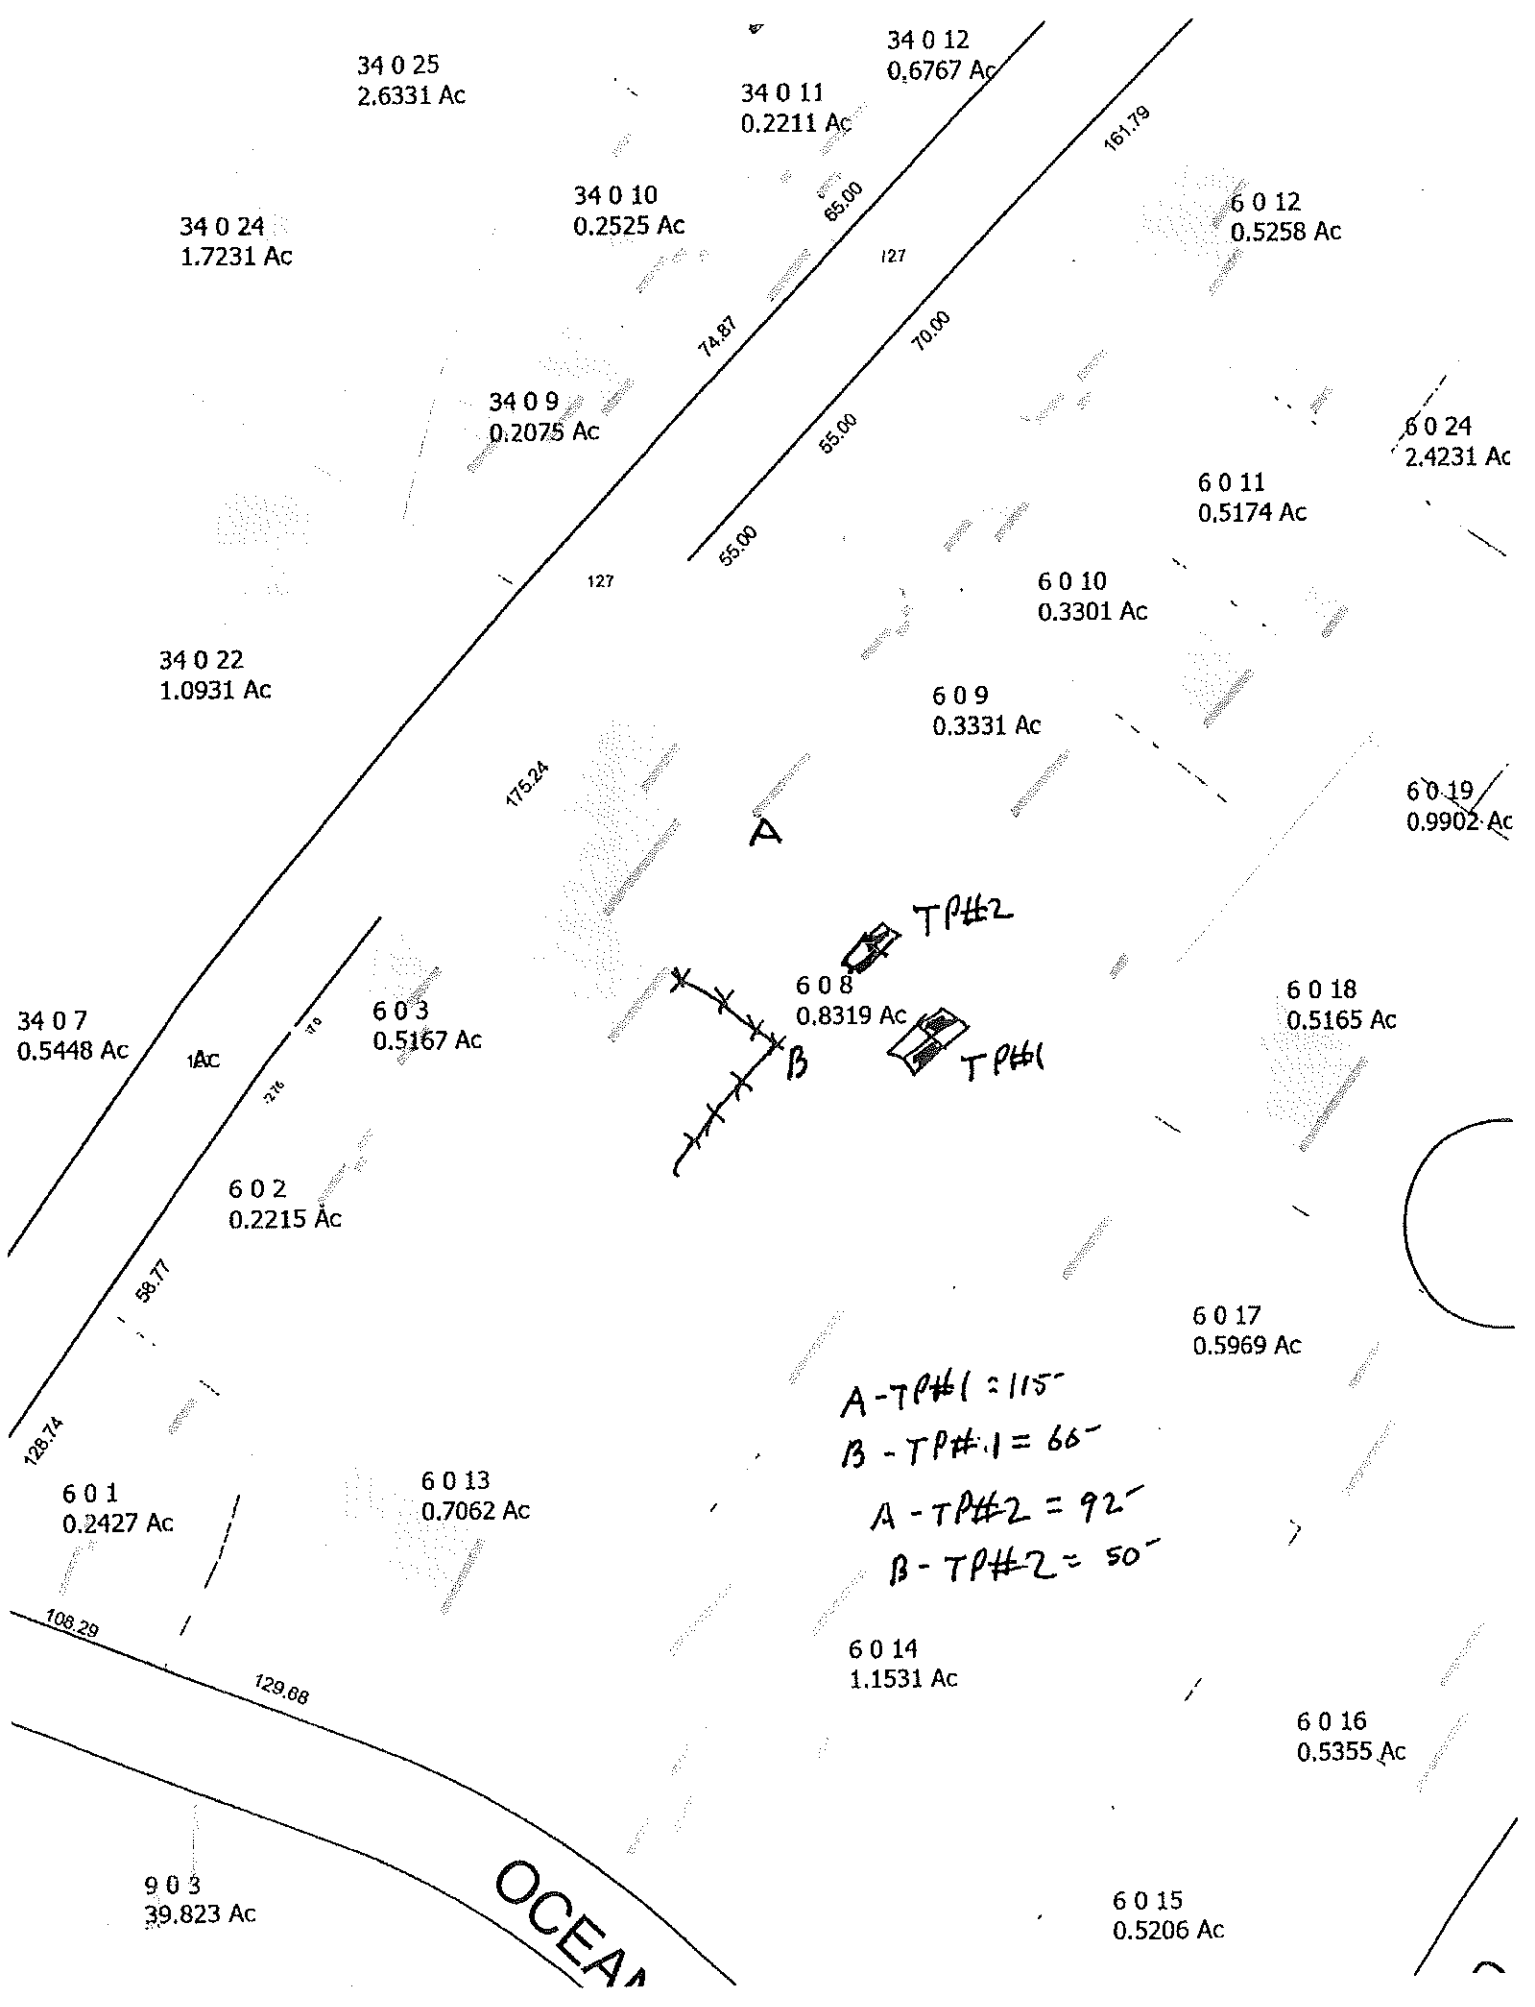 34 0 12
0.6767 Ac
34 0 25
2.6331 Ac
34 0 11
0.2211 Ac
161.79
34 0 10
0.2525 Ac
65.00
6 0 12
0.5258 Ac
34 0 24
1.7231 Ac
127
74.87
70.00
34 0 9
0.2075 Ac
55.00
6 0 24
2.4231 Ac
6 0 11
0.5174 Ac
55.00
127
6 0 10
0.3301 Ac
34 0 22
1.0931 Ac
6 0 9
0.3331 Ac
175.24
6 0 19
0.9902 Ac
A
TP#2
6 0 8
0.8319 Ac
6 0 18
0.5165 Ac
34 0 7
0.5448 Ac
6 0 3
0.5167 Ac
B
TP#1
6 0 2
0.2215 Ac
58.77
6 0 17
0.5969 Ac
A-TP#1 = 115'
B - TP#1 = 66'
A - TP#2 = 92'
B - TP#2 = 50'
128.74
6 0 1
0.2427 Ac
6 0 13
0.7062 Ac
108.29
129.68
6 0 14
1.1531 Ac
6 0 16
0.5355 Ac
9 0 3
39.823 Ac
OCEAN
6 0 15
0.5206 Ac